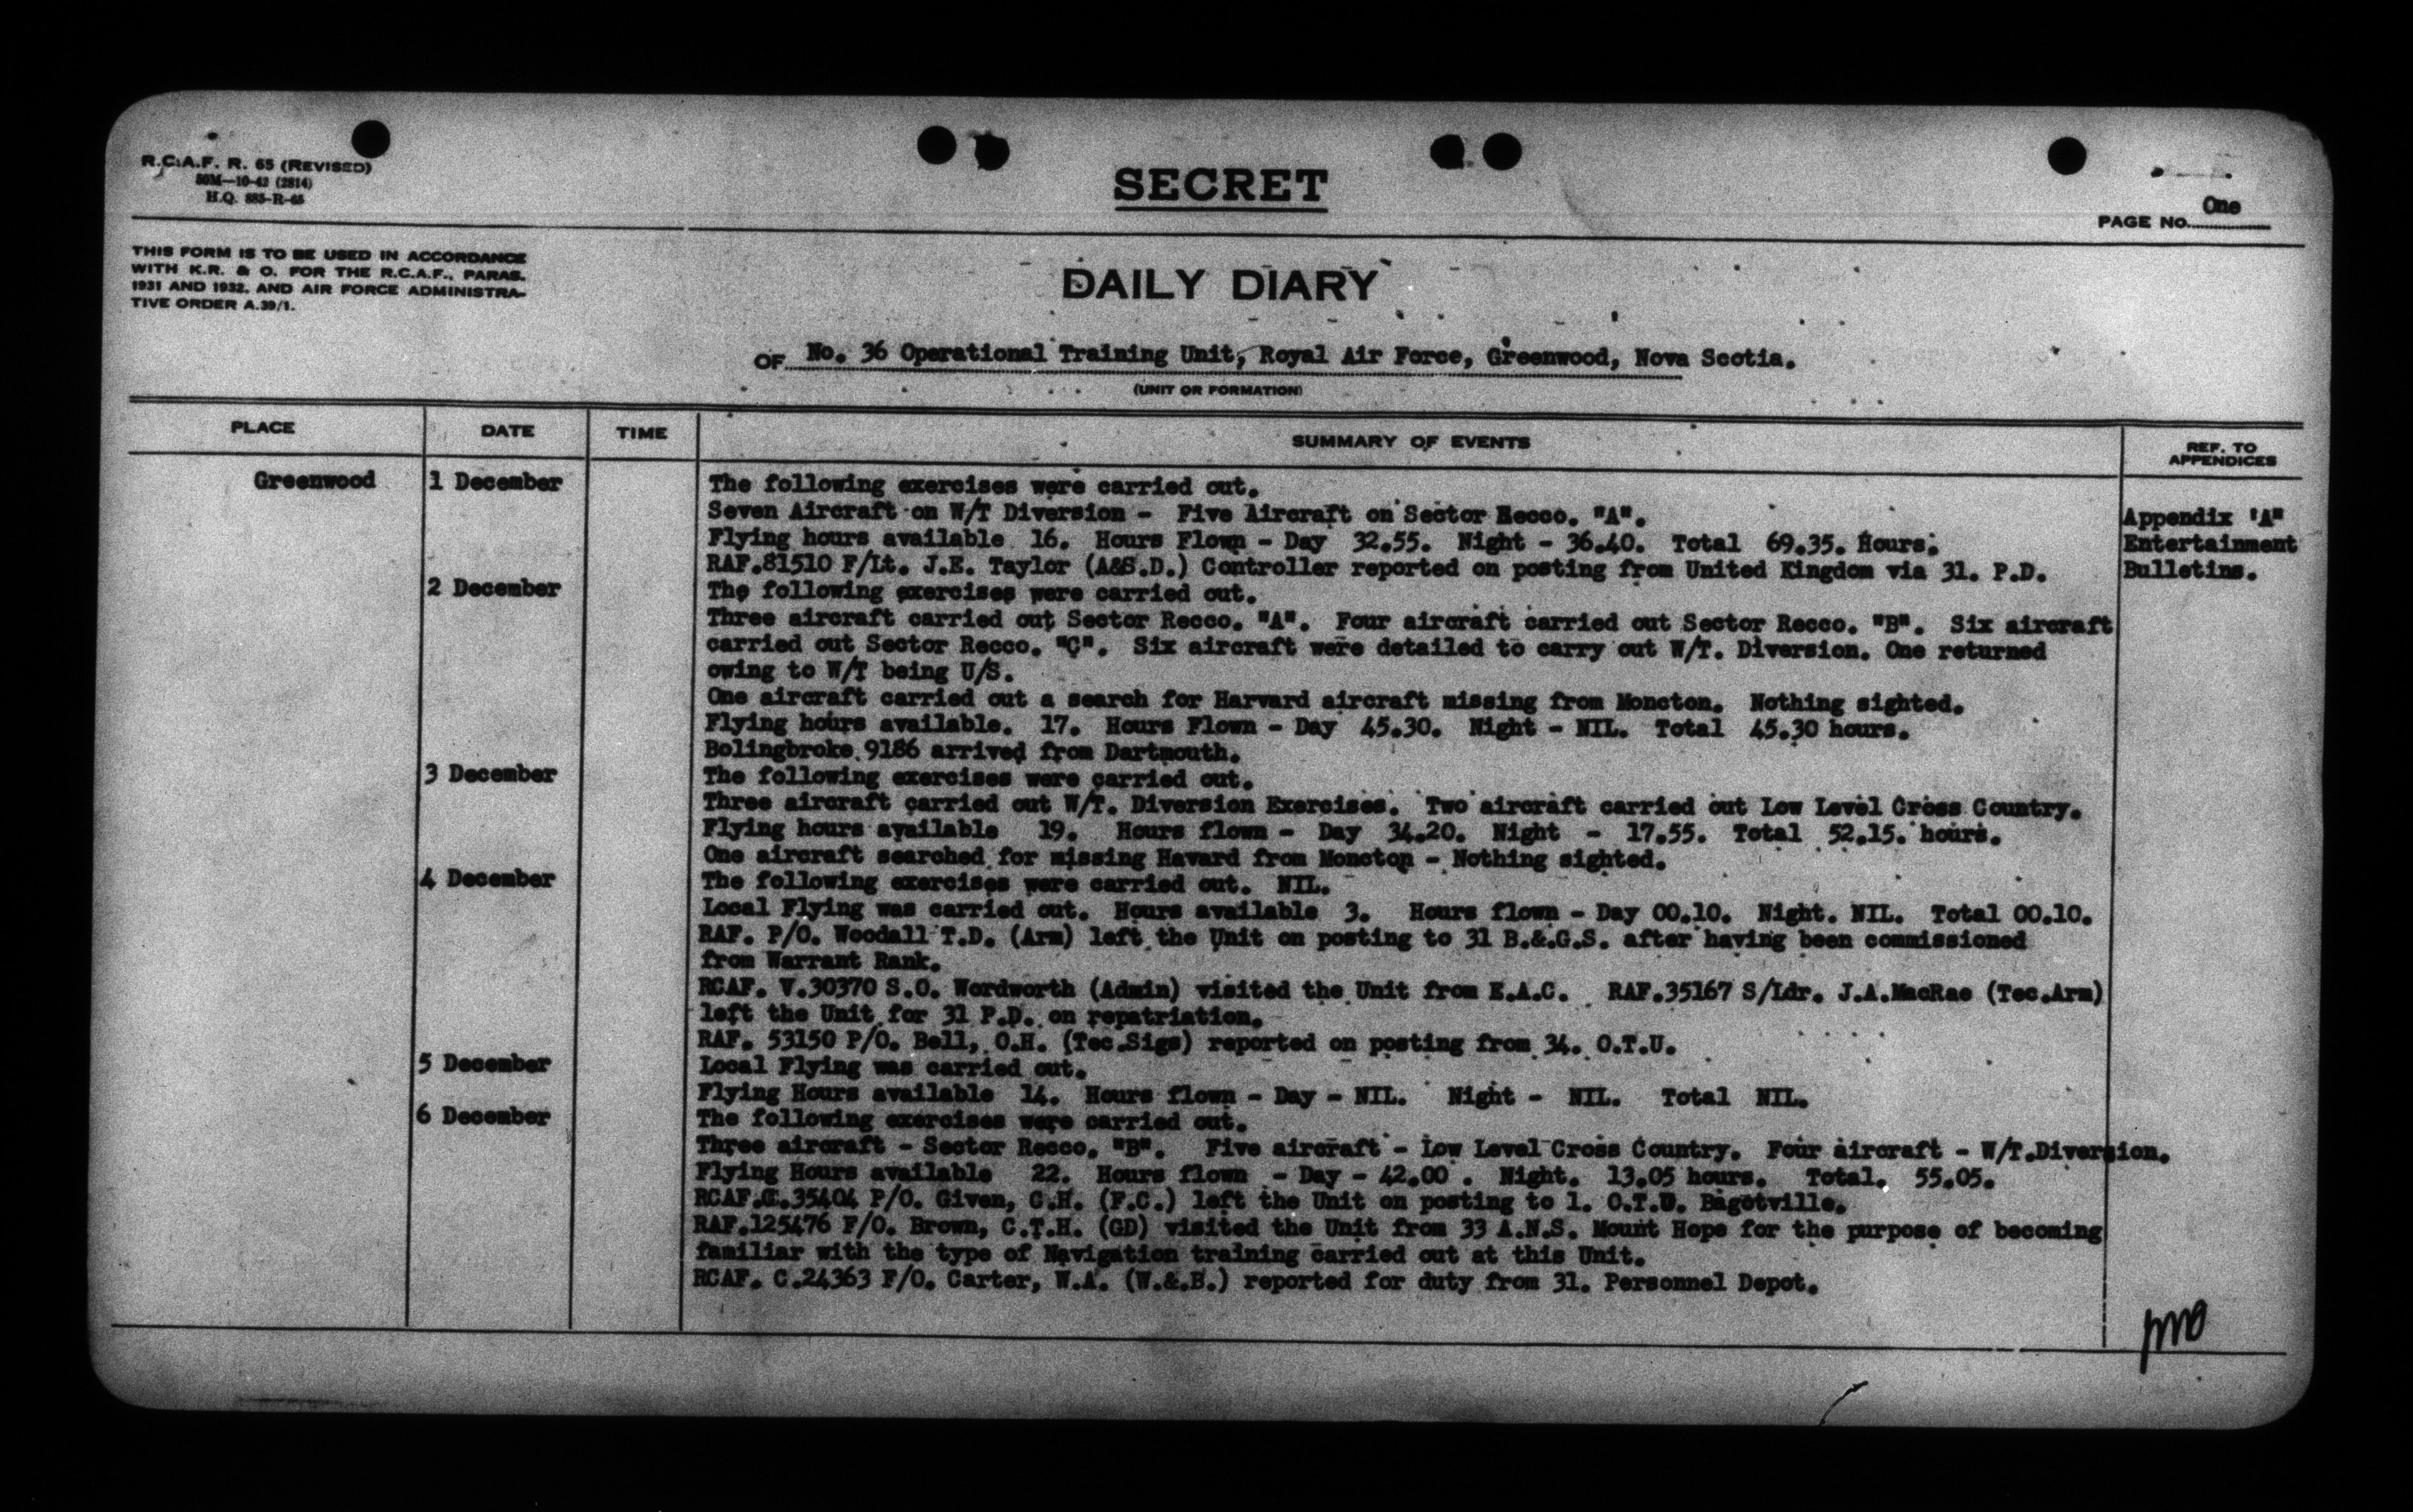 R.C.A.F. R. 65 (REVISED)
50M—10-42 (2814)
H.Q. 885-R-65
SECRET
PAGE NO. One
THIS FORM IS TO BE USED IN ACCORDANCE
WITH K.R. & O. FOR THE R.C.A.F., PARAS.
1931 AND 1932, AND AIR FORCE ADMINISTRA-
TIVE ORDER A.39/1.
DAILY DIARY
OF No. 36 Operational Training Unit, Royal Air Force, Greenwood, Nova Scotia.
(UNIT OR FORMATION)
PLACE DATE TIME SUMMARY OF EVENTS REF. TO APPENDICES
Greenwood 1 December The following exercises were carried out.
Seven Aircraft on W/T Diversion - Five Aircraft on Sector Recco. "A". Appendix 'A"
Flying hours available 16. Hours Flown - Day 32.55. Night - 36.40. Total 69.35. Hours. Entertainment
RAF.81510 F/Lt. J.E. Taylor (A&S.D.) Controller reported on posting from United Kingdom via 31. P.D. Bulletins.
2 December The following exercises were carried out.
Three aircraft carried out Sector Recco. "A". Four aircraft carried out Sector Recco. "B". Six aircraft
carried out Sector Recco. "C". Six aircraft were detailed to carry out W/T. Diversion. One returned
owing to W/T being U/S.
One aircraft carried out a search for Harvard aircraft missing from Moncton. Nothing sighted.
Flying hours available. 17. Hours Flown - Day 45.30. Night - NIL. Total 45.30 hours.
Bolingbroke 9186 arrived from Dartmouth.
3 December The following exercises were carried out.
Three aircraft carried out W/T. Diversion Exercises. Two aircraft carried out Low Level Cross Country.
Flying hours available 19. Hours flown - Day 34.20. Night - 17.55. Total 52.15. hours.
One aircraft searched for missing Havard from Moncton - Nothing sighted.
4 December The following exercises were carried out. NIL.
Local Flying was carried out. Hours available 3. Hours flown - Day 00.10. Night. NIL. Total 00.10.
RAF. P/O. Woodall T.D. (Arm) left the Unit on posting to 31 B.&.G.S. after having been commissioned
from Warrant Rank.
RCAF. V.30370 S.O. Wordworth (Admin) visited the Unit from E.A.C. RAF.35167 S/Ldr. J.A.MacRae (Tec.Arm)
left the Unit for 31 P.D. on repatriation.
RAF. 53150 P/O. Bell, O.H. (Tec.Sigs) reported on posting from 34. O.T.U.
5 December Local Flying was carried out.
Flying Hours available 14. Hours flown - Day - NIL. Night - NIL. Total NIL.
6 December The following exercises were carried out.
Three aircraft - Sector Recco. "B". Five aircraft - Low Level Cross Country. Four aircraft - W/T.Diversion.
Flying Hours available 22. Hours flown - Day - 42.00 . Night. 13.05 hours. Total. 55.05.
RCAF.C.35404 P/O. Given, C.H. (F.C.) left the Unit on posting to 1. O.T.U. Bagotville.
RAF.125476 F/O. Brown, C.T.H. (GD) visited the Unit from 33 A.N.S. Mount Hope for the purpose of becoming
familiar with the type of Navigation training carried out at this Unit.
RCAF. C.24363 F/O. Carter, W.A. (W.&.B.) reported for duty from 31. Personnel Depot.